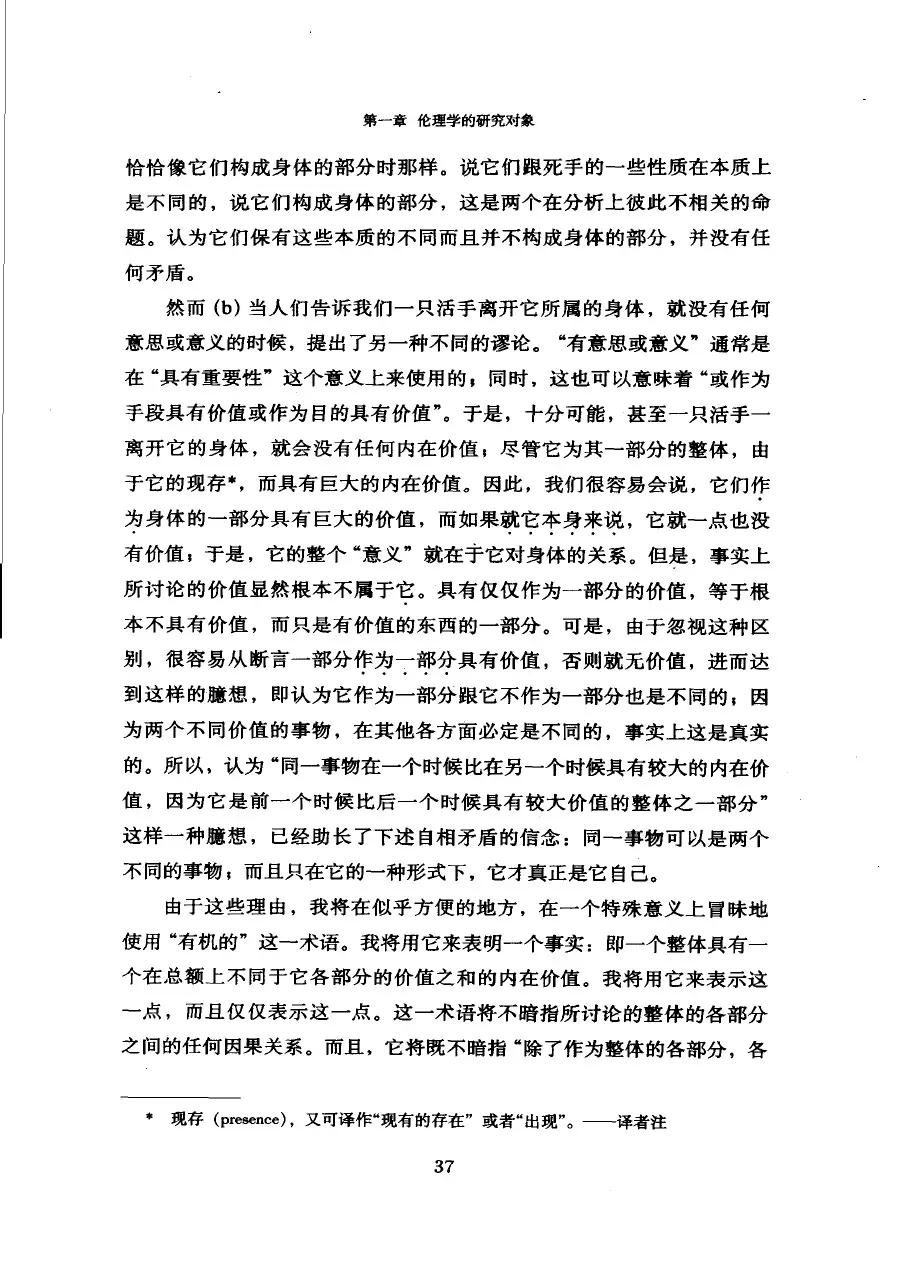 第一章 伦理学的研究对象
恰恰像它们构成身体的部分时那样。说它们跟死手的一些性质在本质上
是不同的，说它们构成身体的部分，这是两个在分析上彼此不相关的命
题。认为它们保有这些本质的不同而且并不构成身体的部分，并没有任
何矛盾。
然而 (b) 当人们告诉我们一只活手离开它所属的身体，就没有任何
意思或意义的时候，提出了另一种不同的谬论。“有意思或意义”通常是
在“具有重要性”这个意义上来使用的；同时，这也可以意味着“或作为
手段具有价值或作为目的具有价值”。于是，十分可能，甚至一只活手一
离开它的身体，就会没有任何内在价值；尽管它为其一部分的整体，由
于它的现存*，而具有巨大的内在价值。因此，我们很容易会说，它们作
为身体的一部分具有巨大的价值，而如果就它本身来说，它就一点也没
有价值；于是，它的整个“意义”就在于它对身体的关系。但是，事实上
所讨论的价值显然根本不属于它。具有仅仅作为一部分的价值，等于根
本不具有价值，而只是有价值的东西的一部分。可是，由于忽视这种区
别，很容易从断言一部分作为一部分具有价值，否则就无价值，进而达
到这样的臆想，即认为它作为一部分跟它不作为一部分也是不同的；因
为两个不同价值的事物，在其他各方面必定是不同的，事实上这是真实
的。所以，认为“同一事物在一个时候比在另一个时候具有较大的内在价
值，因为它是前一个时候比后一个时候具有较大价值的整体之一部分”
这样一种臆想，已经助长了下述自相矛盾的信念：同一事物可以是两个
不同的事物；而且只在它的一种形式下，它才真正是它自己。
由于这些理由，我将在似乎方便的地方，在一个特殊意义上冒昧地
使用“有机的”这一术语。我将用它来表明一个事实：即一个整体具有一
个在总额上不同于它各部分的价值之和的内在价值。我将用它来表示这
一点，而且仅仅表示这一点。这一术语将不暗指所讨论的整体的各部分
之间的任何因果关系。而且，它将既不暗指“除了作为整体的各部分，各
* 现存 (presence)，又可译作“现有的存在”或者“出现”。——译者注
37